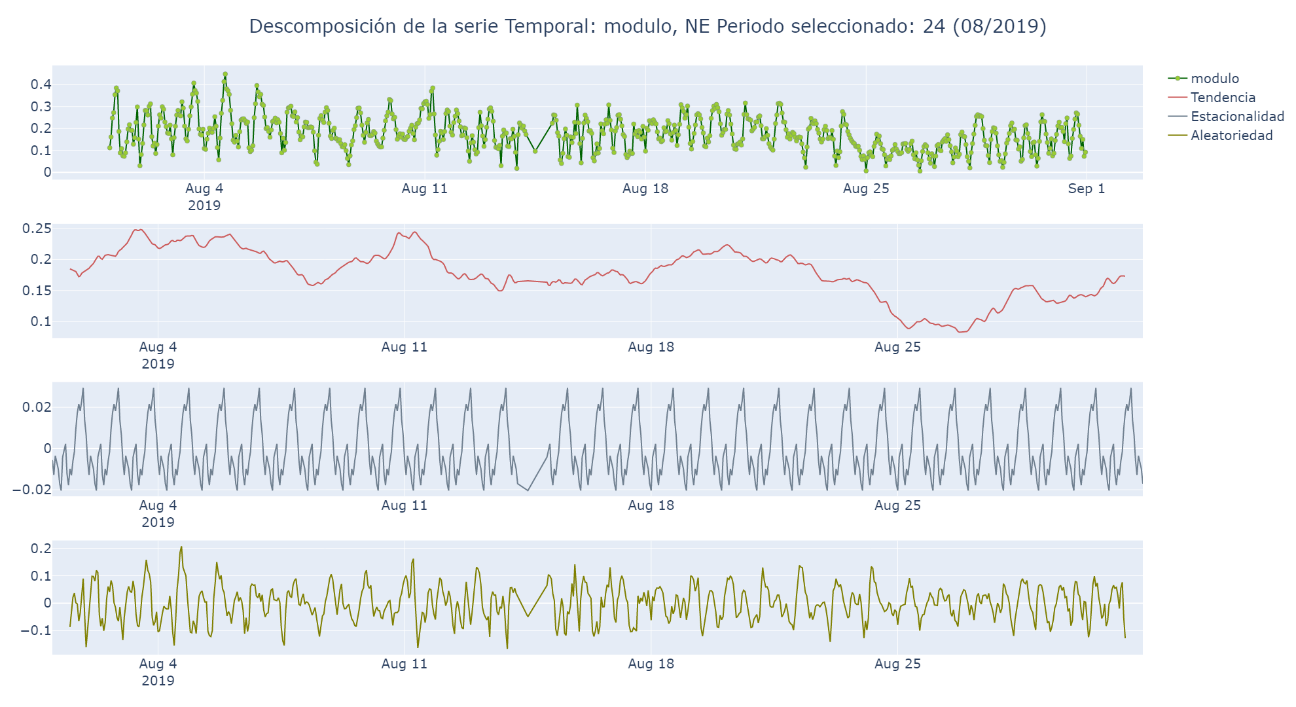 Descomposición de la serie Temporal: modulo, NE Periodo seleccionado: 24 (08/2019)
modulo
Tendencia
Estacionalidad
Aleatoriedad
0.4
0.3
0.2
0.1
0
Aug 4
2019
Aug 11
Aug 18
Aug 25
Sep 1
0.25
0.2
0.15
0.1
Aug 4
2019
Aug 11
Aug 18
Aug 25
0.02
0
−0.02
Aug 4
2019
Aug 11
Aug 18
Aug 25
0.2
0.1
0
−0.1
Aug 4
2019
Aug 11
Aug 18
Aug 25